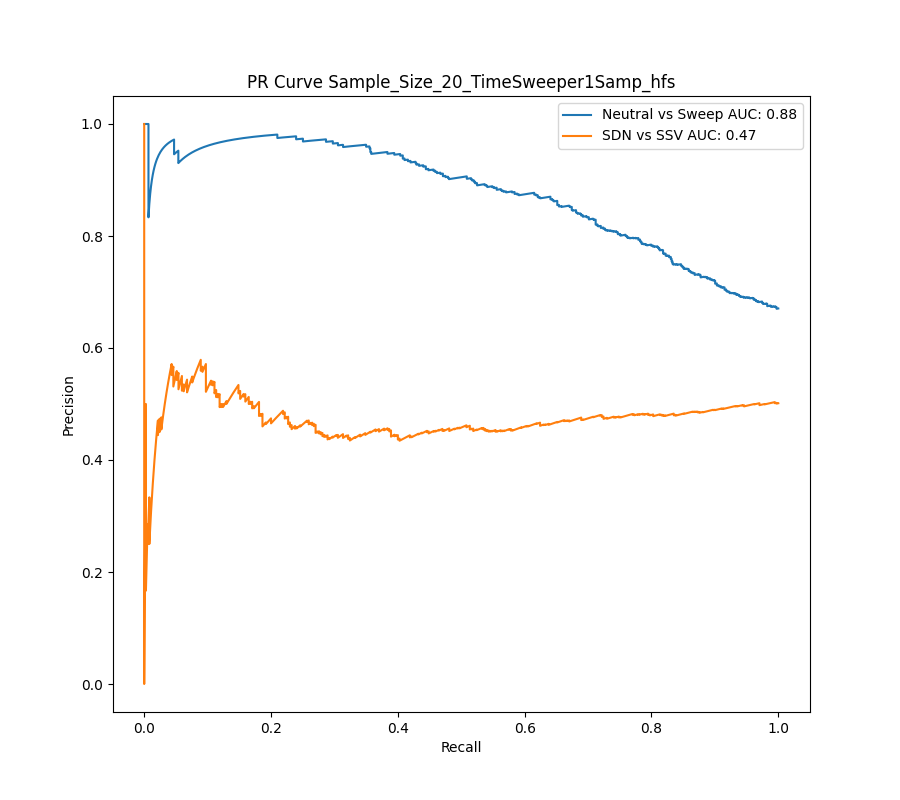 PR Curve Sample_Size_20_TimeSweeper1Samp_hfs
Neutral vs Sweep AUC: 0.88
SDN vs SSV AUC: 0.47
1.0
0.8
0.6
0.4
0.2
0.0
Precision
0.0 0.2 0.4 0.6 0.8 1.0
Recall